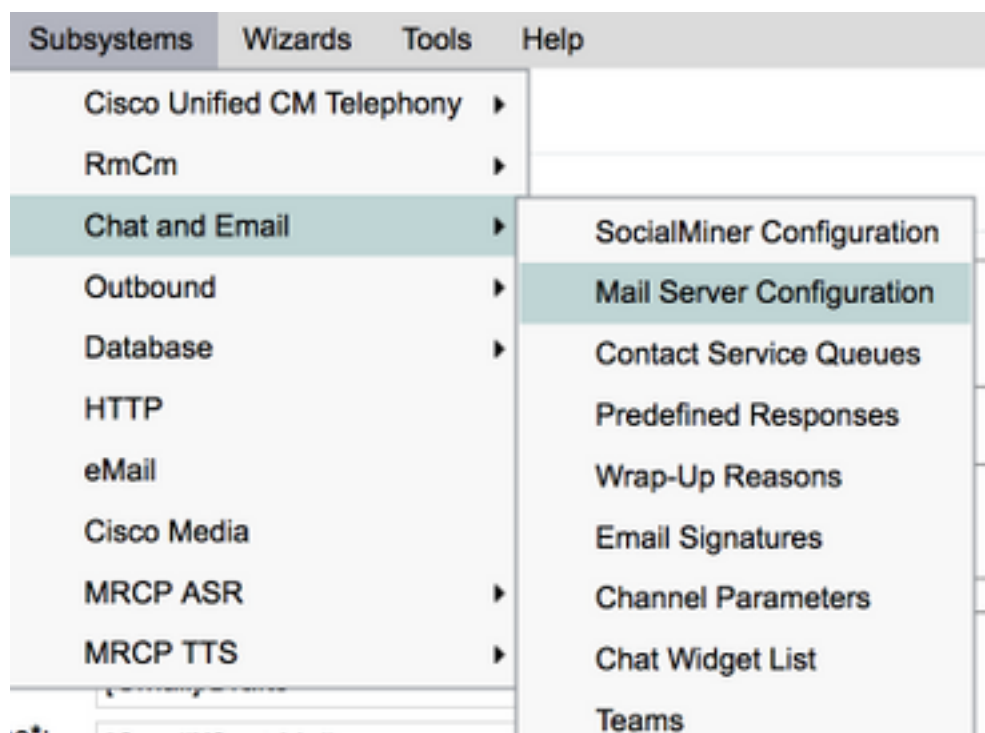 Subsystems Wizards Tools Help
Cisco Unified CM Telephony
RmCm
Chat and Email
Outbound
Database
HTTP
eMail
Cisco Media
MRCP ASR
MRCP TTS
SocialMiner Configuration
Mail Server Configuration
Contact Service Queues
Predefined Responses
Wrap-Up Reasons
Email Signatures
Channel Parameters
Chat Widget List
Teams